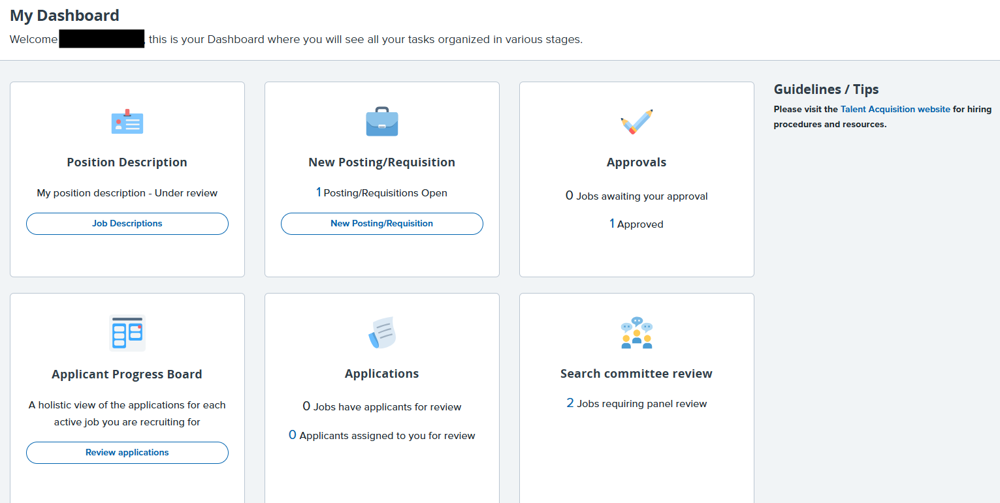 My Dashboard
Welcome , this is your Dashboard where you will see all your tasks organized in various stages.
Position Description
My position description - Under review
Job Descriptions
New Posting/Requisition
1 Posting/Requisitions Open
New Posting/Requisition
Approvals
0 Jobs awaiting your approval
1 Approved
Guidelines / Tips
Please visit the Talent Acquisition website for hiring
procedures and resources.
Applicant Progress Board
A holistic view of the applications for each
active job you are recruiting for
Review applications
Applications
0 Jobs have applicants for review
0 Applicants assigned to you for review
Search committee review
2 Jobs requiring panel review